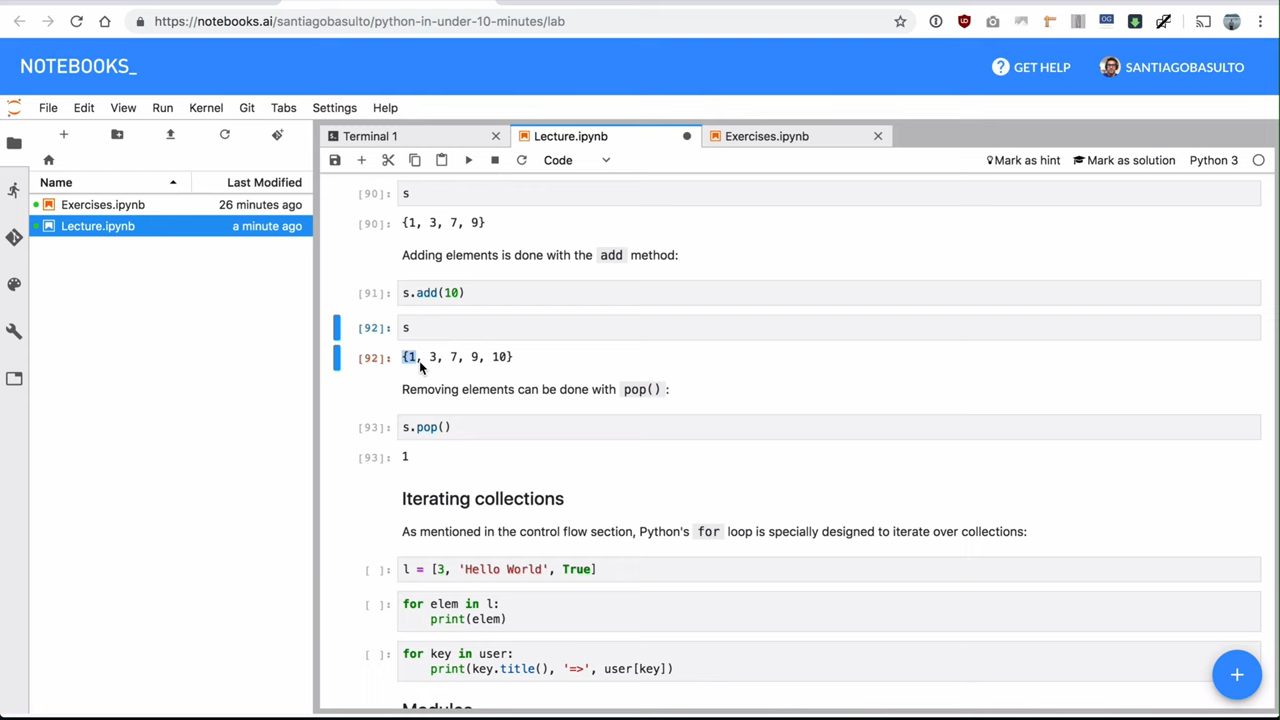 https://notebooks.ai/santiagobasulto/python-in-under-10-minutes/lab
NOTEBOOKS_
GET HELP
SANTIAGOBASULTO
File Edit View Run Kernel Git Tabs Settings Help
Terminal 1
Lecture.ipynb
Exercises.ipynb
Code
Mark as hint
Mark as solution
Python 3
Name Last Modified
Exercises.ipynb 26 minutes ago
Lecture.ipynb a minute ago
[90]: s
[90]: {1, 3, 7, 9}
Adding elements is done with the add method:
[91]: s.add(10)
[92]: s
[92]: {1, 3, 7, 9, 10}
Removing elements can be done with pop():
[93]: s.pop()
[93]: 1
Iterating collections
As mentioned in the control flow section, Python's for loop is specially designed to iterate over collections:
[ ]: l = [3, 'Hello World', True]
[ ]: for elem in l:
print(elem)
[ ]: for key in user:
print(key.title(), '=>', user[key])
Modules